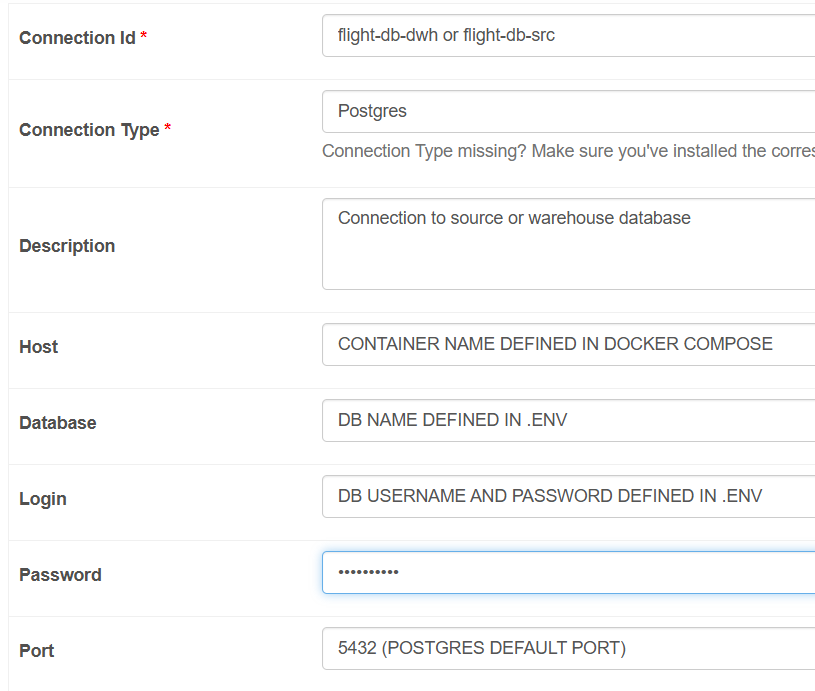 Connection Id *
flight-db-dwh or flight-db-src
Connection Type *
Postgres
Connection Type missing? Make sure you've installed the corres
Description
Connection to source or warehouse database
Host
CONTAINER NAME DEFINED IN DOCKER COMPOSE
Database
DB NAME DEFINED IN .ENV
Login
DB USERNAME AND PASSWORD DEFINED IN .ENV
Password
••••••••••
Port
5432 (POSTGRES DEFAULT PORT)